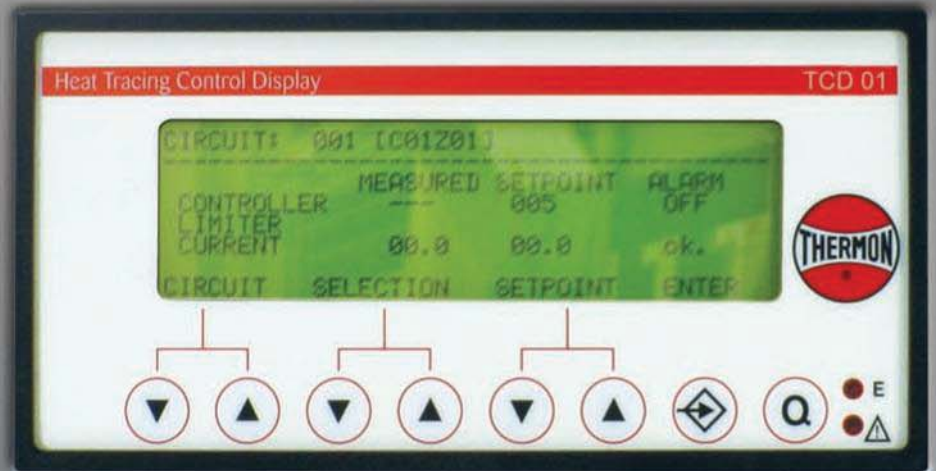 Heat Tracing Control Display TCD 01
CIRCUIT: 001 [C01Z01]
MEASURED SETPOINT ALARM
CONTROLLER --- 005 OFF
LIMITER
CURRENT 00.0 00.0 ok.
CIRCUIT SELECTION SETPOINT ENTER
THERMON
®
Q
E